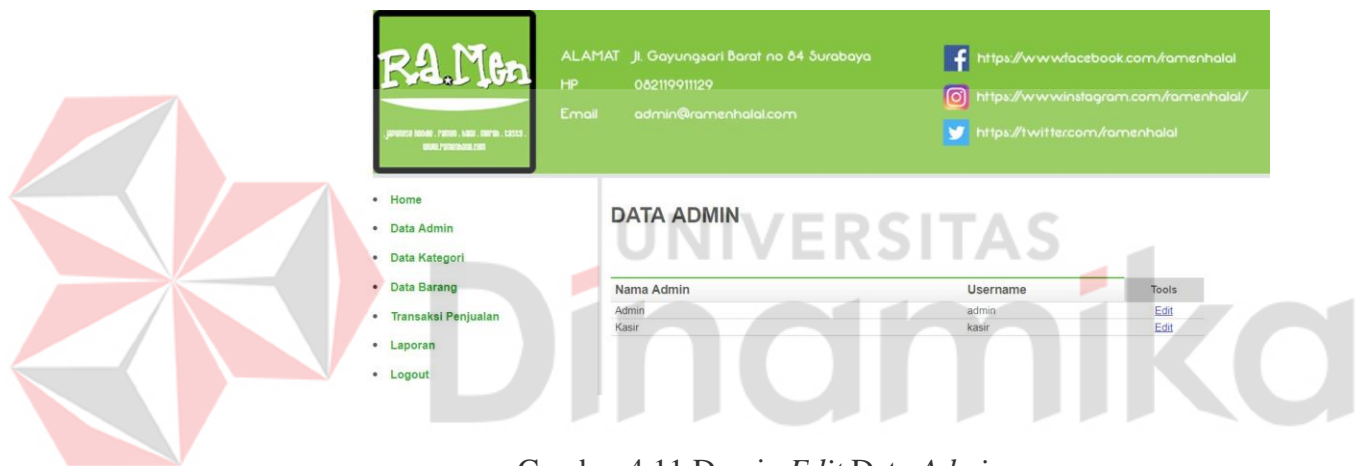 RA.Men
www.ramenhalal.com
ALAMAT Jl. Gayungsari Barat no 84 Surabaya
HP 082119911129
Email admin@ramenhalal.com
https://www.facebook.com/ramenhalal
https://www.instagram.com/ramenhalal/
https://twitter.com/ramenhalal
Home
Data Admin
Data Kategori
Data Barang
Transaksi Penjualan
Laporan
Logout
DATA ADMIN
UNIVERSITAS
Dinamika
Nama Admin Username Tools
Admin admin Edit
Kasir kasir Edit
Gambar 4.11 Desain Edit Data Admin